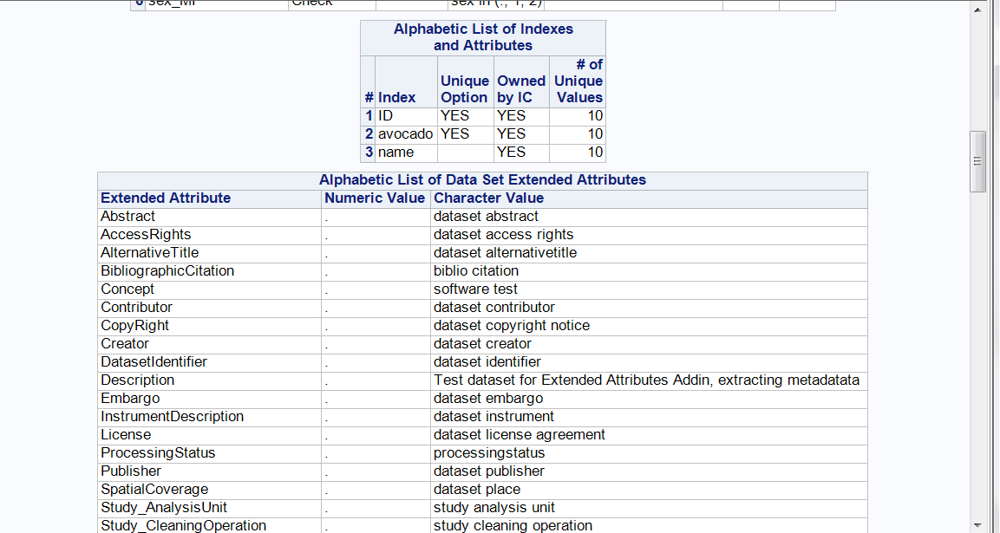 6 sex_MF Check sex in (., 1, 2)
Alphabetic List of Indexes
and Attributes
# Index Unique Option Owned by IC # of Unique Values
1 ID YES YES 10
2 avocado YES YES 10
3 name YES 10
Alphabetic List of Data Set Extended Attributes
Extended Attribute Numeric Value Character Value
Abstract . dataset abstract
AccessRights . dataset access rights
AlternativeTitle . dataset alternativetitle
BibliographicCitation . biblio citation
Concept . software test
Contributor . dataset contributor
CopyRight . dataset copyright notice
Creator . dataset creator
DatasetIdentifier . dataset identifier
Description . Test dataset for Extended Attributes Addin, extracting metadatata
Embargo . dataset embargo
InstrumentDescription . dataset instrument
License . dataset license agreement
ProcessingStatus . processingstatus
Publisher . dataset publisher
SpatialCoverage . dataset place
Study_AnalysisUnit . study analysis unit
Study_CleaningOperation . study cleaning operation